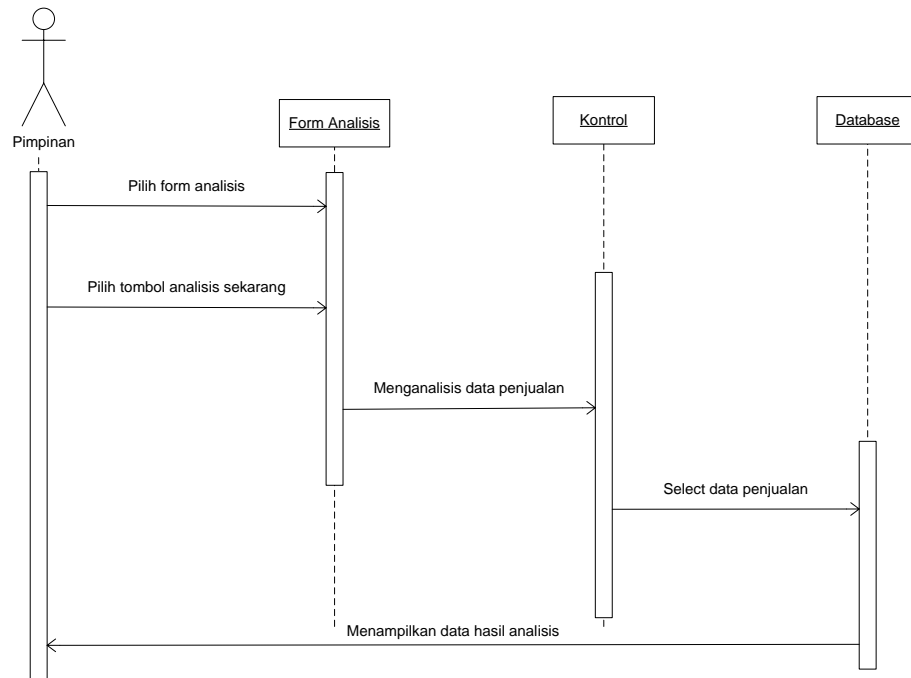 Pimpinan
Form Analisis
Kontrol
Database
Pilih form analisis
Pilih tombol analisis sekarang
Menganalisis data penjualan
Select data penjualan
Menampilkan data hasil analisis